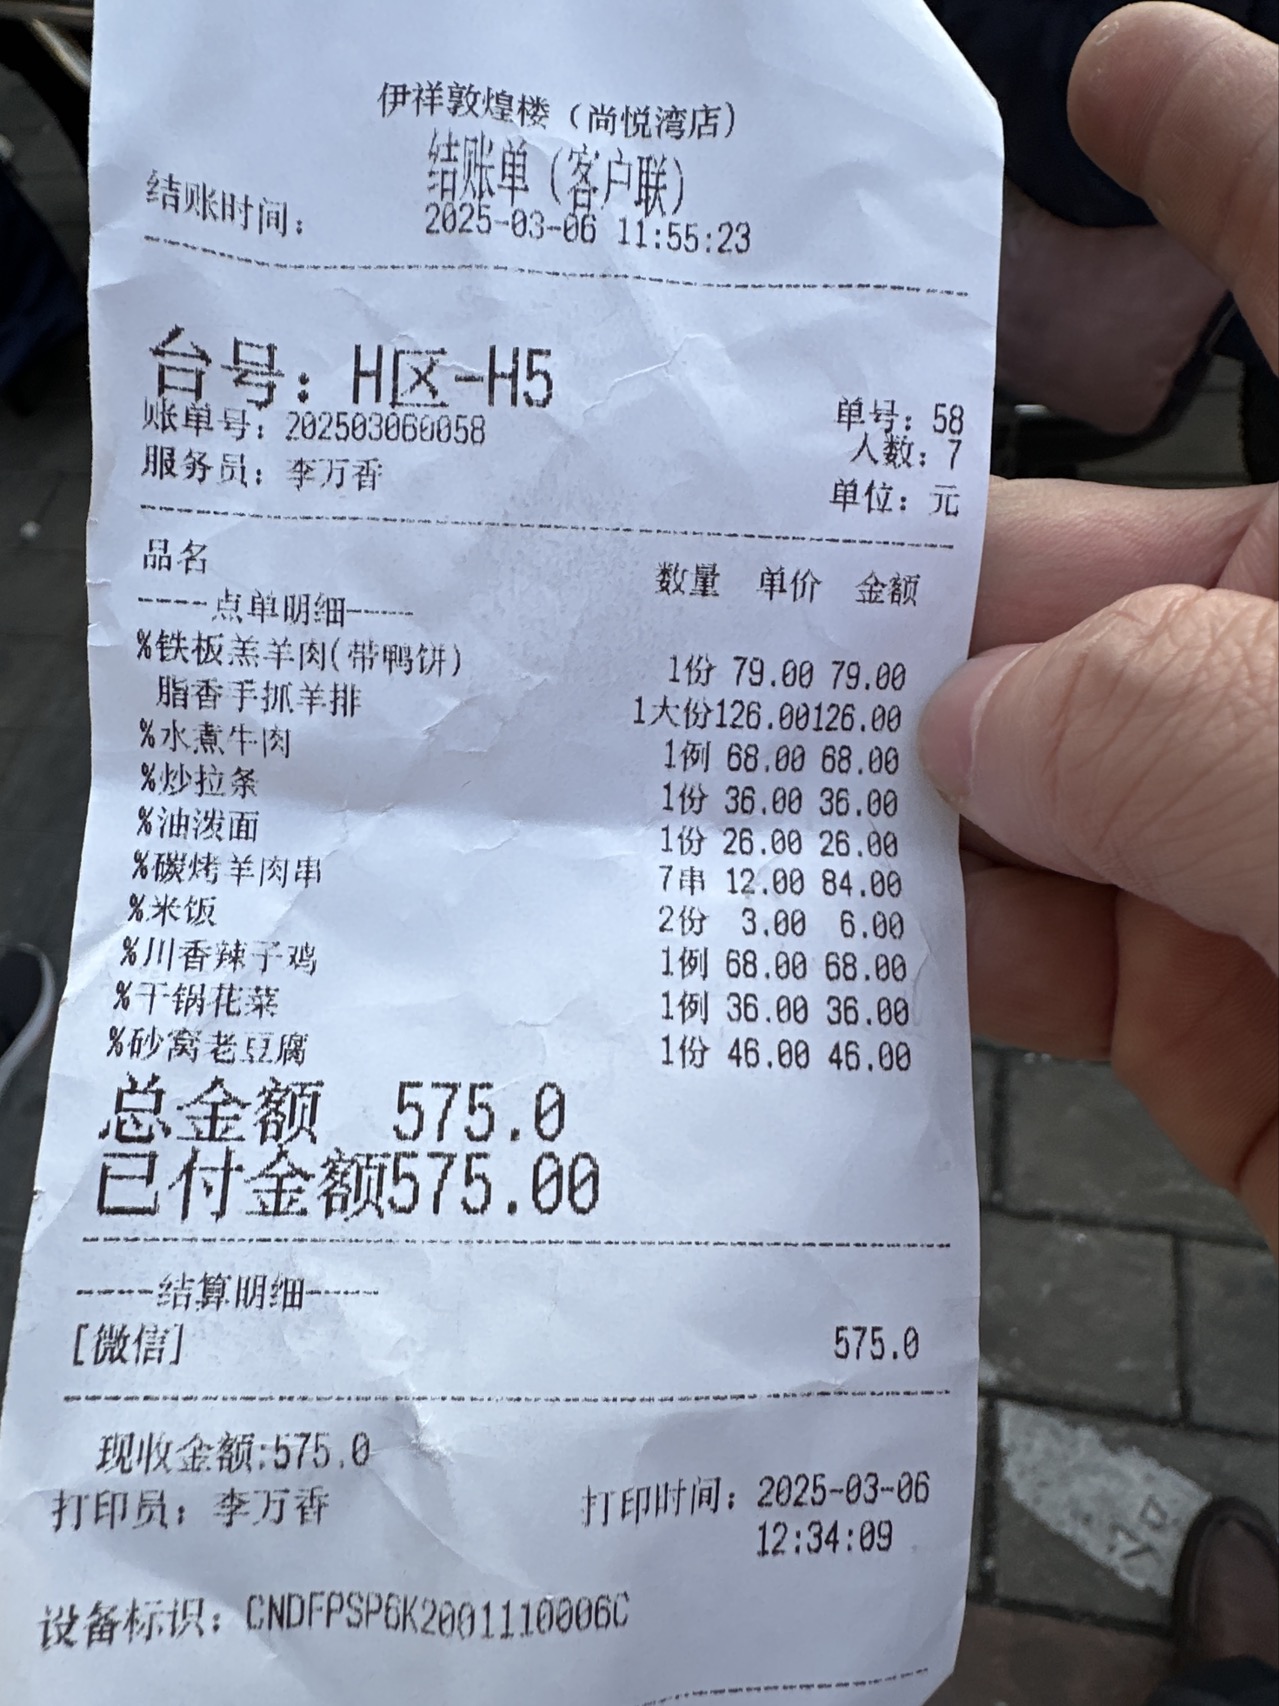 伊祥敦煌楼（尚悦湾店）
结账单（客户联）
结账时间： 2025-03-06 11:55:23
台号：H区-H5
账单号：202503060058 单号：58
人数：7
服务员：李万香 单位：元
品名 数量 单价 金额
----点单明细----
%铁板羔羊肉(带鸭饼) 1份 79.00 79.00
脂香手抓羊排 1大份126.00126.00
%水煮牛肉 1例 68.00 68.00
%炒拉条 1份 36.00 36.00
%油泼面 1份 26.00 26.00
%碳烤羊肉串 7串 12.00 84.00
%米饭 2份 3.00 6.00
%川香辣子鸡 1例 68.00 68.00
%干锅花菜 1例 36.00 36.00
%砂窝老豆腐 1份 46.00 46.00
总金额 575.0
已付金额575.00
----结算明细----
[微信] 575.0
现收金额:575.0
打印员：李万香 打印时间：2025-03-06
12:34:09
设备标识：CNDFPSP6K2001110006C